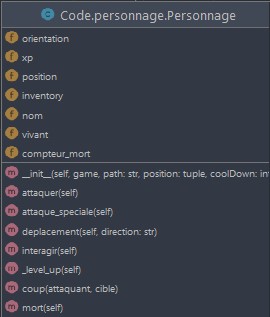 Code.personnage.Personnage
orientation
xp
position
inventory
nom
vivant
compteur_mort
__init__(self, game, path: str, position: tuple, coolDown: int
attaquer(self)
attaque_speciale(self)
deplacement(self, direction: str)
interagir(self)
_level_up(self)
coup(attaquant, cible)
mort(self)